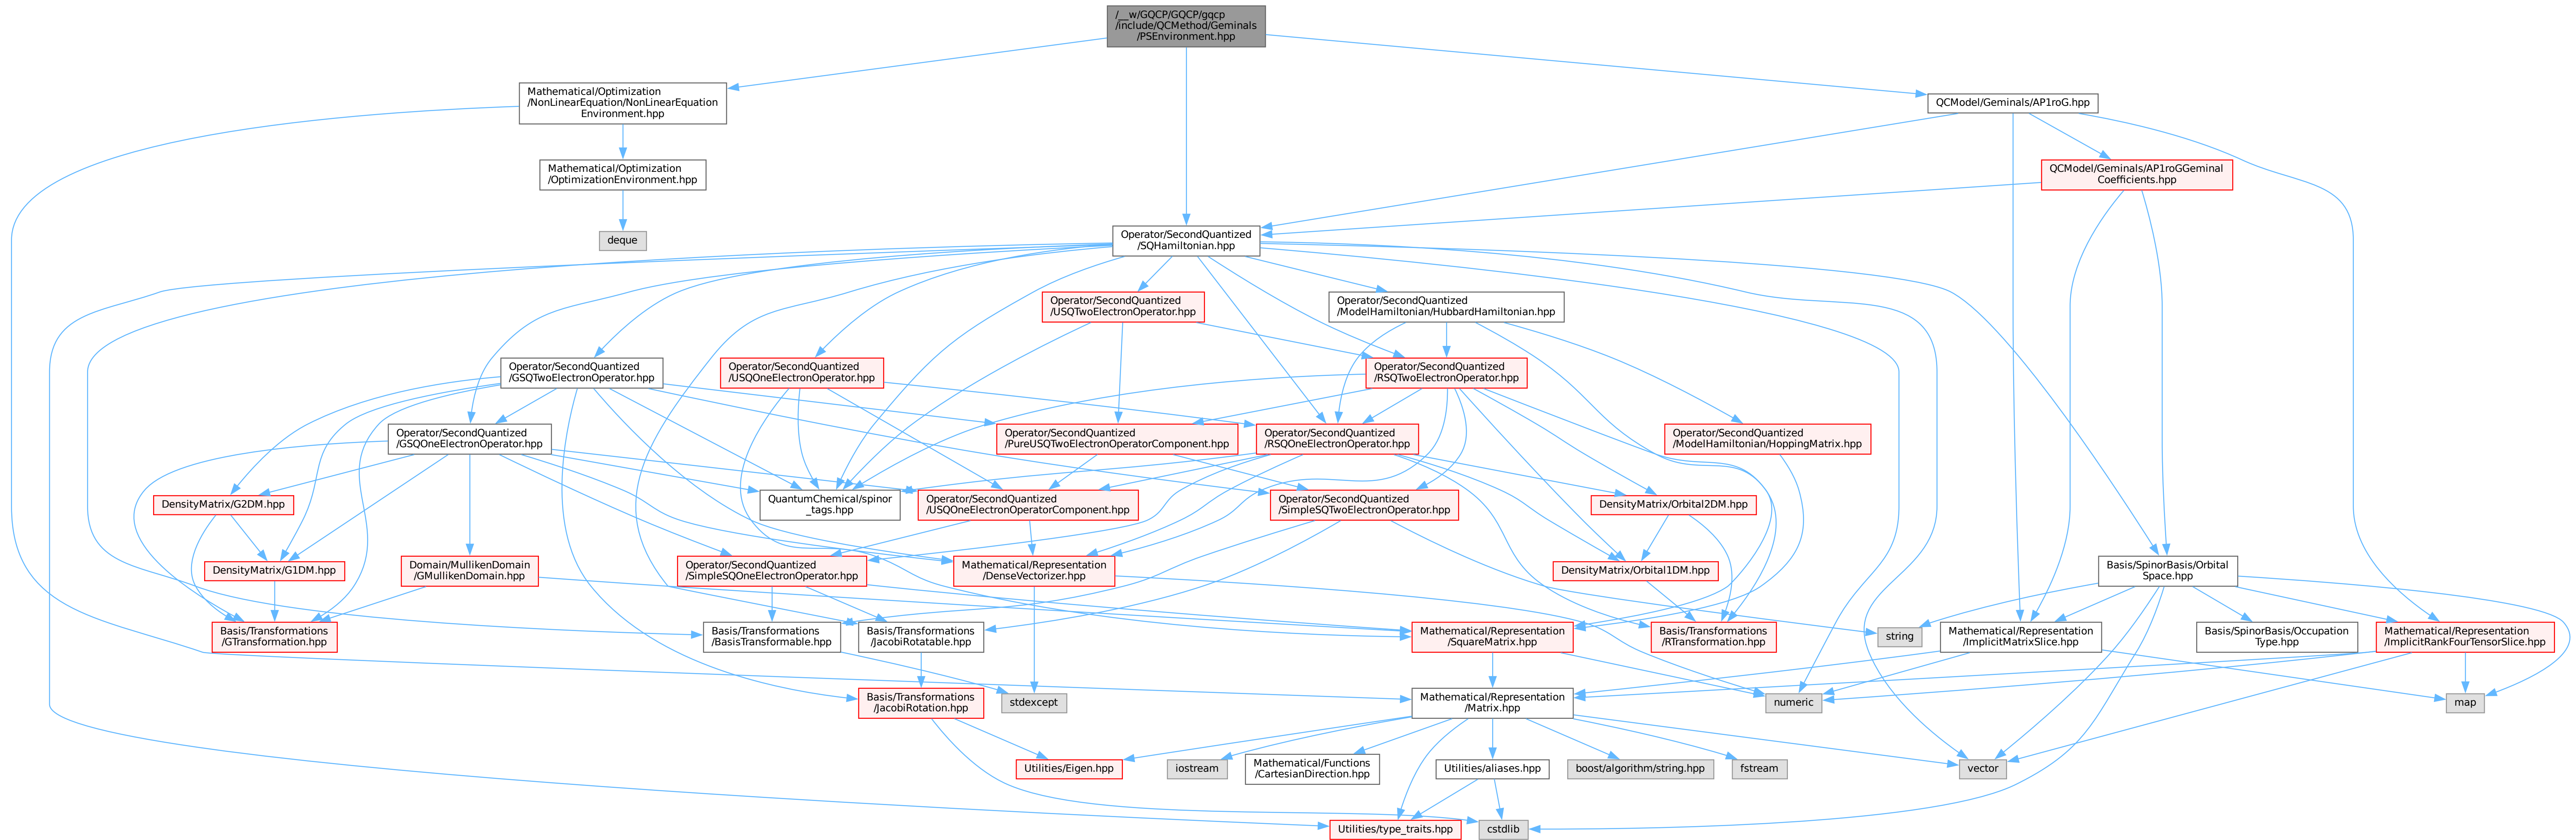 /__w/GQCP/GQCP/gqcp
/include/QCMethod/Geminals
/PSEnvironment.hpp
Mathematical/Optimization
/NonLinearEquation/NonLinearEquation
Environment.hpp
QCModel/Geminals/AP1roG.hpp
Mathematical/Optimization
/OptimizationEnvironment.hpp
QCModel/Geminals/AP1roGGeminal
Coefficients.hpp
deque
Operator/SecondQuantized
/SQHamiltonian.hpp
Operator/SecondQuantized
/USQTwoElectronOperator.hpp
Operator/SecondQuantized
/ModelHamiltonian/HubbardHamiltonian.hpp
Operator/SecondQuantized
/GSQTwoElectronOperator.hpp
Operator/SecondQuantized
/USQOneElectronOperator.hpp
Operator/SecondQuantized
/RSQTwoElectronOperator.hpp
Operator/SecondQuantized
/GSQOneElectronOperator.hpp
Operator/SecondQuantized
/PureUSQTwoElectronOperatorComponent.hpp
Operator/SecondQuantized
/RSQOneElectronOperator.hpp
Operator/SecondQuantized
/ModelHamiltonian/HoppingMatrix.hpp
DensityMatrix/G2DM.hpp
QuantumChemical/spinor
_tags.hpp
Operator/SecondQuantized
/USQOneElectronOperatorComponent.hpp
Operator/SecondQuantized
/SimpleSQTwoElectronOperator.hpp
DensityMatrix/Orbital2DM.hpp
DensityMatrix/G1DM.hpp
Domain/MullikenDomain
/GMullikenDomain.hpp
Operator/SecondQuantized
/SimpleSQOneElectronOperator.hpp
Mathematical/Representation
/DenseVectorizer.hpp
DensityMatrix/Orbital1DM.hpp
Basis/SpinorBasis/Orbital
Space.hpp
Basis/Transformations
/GTransformation.hpp
Basis/Transformations
/BasisTransformable.hpp
Basis/Transformations
/JacobiRotatable.hpp
Mathematical/Representation
/SquareMatrix.hpp
Basis/Transformations
/RTransformation.hpp
string
Mathematical/Representation
/ImplicitMatrixSlice.hpp
Basis/SpinorBasis/Occupation
Type.hpp
Mathematical/Representation
/ImplicitRankFourTensorSlice.hpp
Basis/Transformations
/JacobiRotation.hpp
stdexcept
Mathematical/Representation
/Matrix.hpp
numeric
map
Utilities/Eigen.hpp
iostream
Mathematical/Functions
/CartesianDirection.hpp
Utilities/aliases.hpp
boost/algorithm/string.hpp
fstream
vector
Utilities/type_traits.hpp
cstdlib